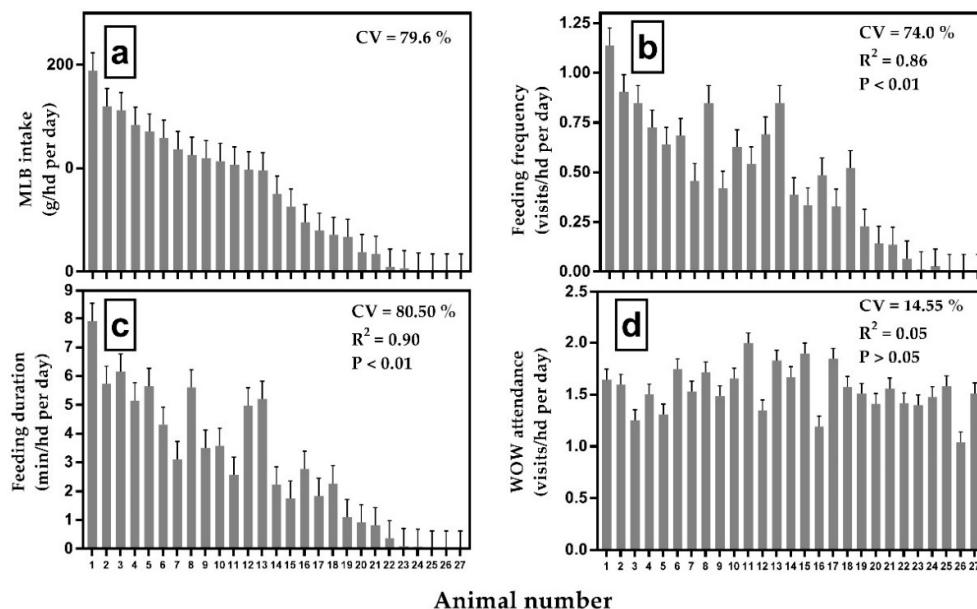 a
CV = 79.6 %
200
0
0
MLB intake
(g/hd per day)
b
CV = 74.0 %
R² = 0.86
P < 0.01
1.25
1.00
0.75
0.50
0.25
0.00
Feeding frequency
(visits/hd per day)
c
CV = 80.50 %
R² = 0.90
P < 0.01
9
8
7
6
5
4
3
2
1
0
Feeding duration
(min/hd per day)
1 2 3 4 5 6 7 8 9 10 11 12 13 14 15 16 17 18 19 20 21 22 23 24 25 26 27
d
CV = 14.55 %
R² = 0.05
P > 0.05
2.5
2.0
1.5
1.0
0.5
0.0
WOW attendance
(visits/hd per day)
1 2 3 4 5 6 7 8 9 10 11 12 13 14 15 16 17 18 19 20 21 22 23 24 25 26 27
Animal number